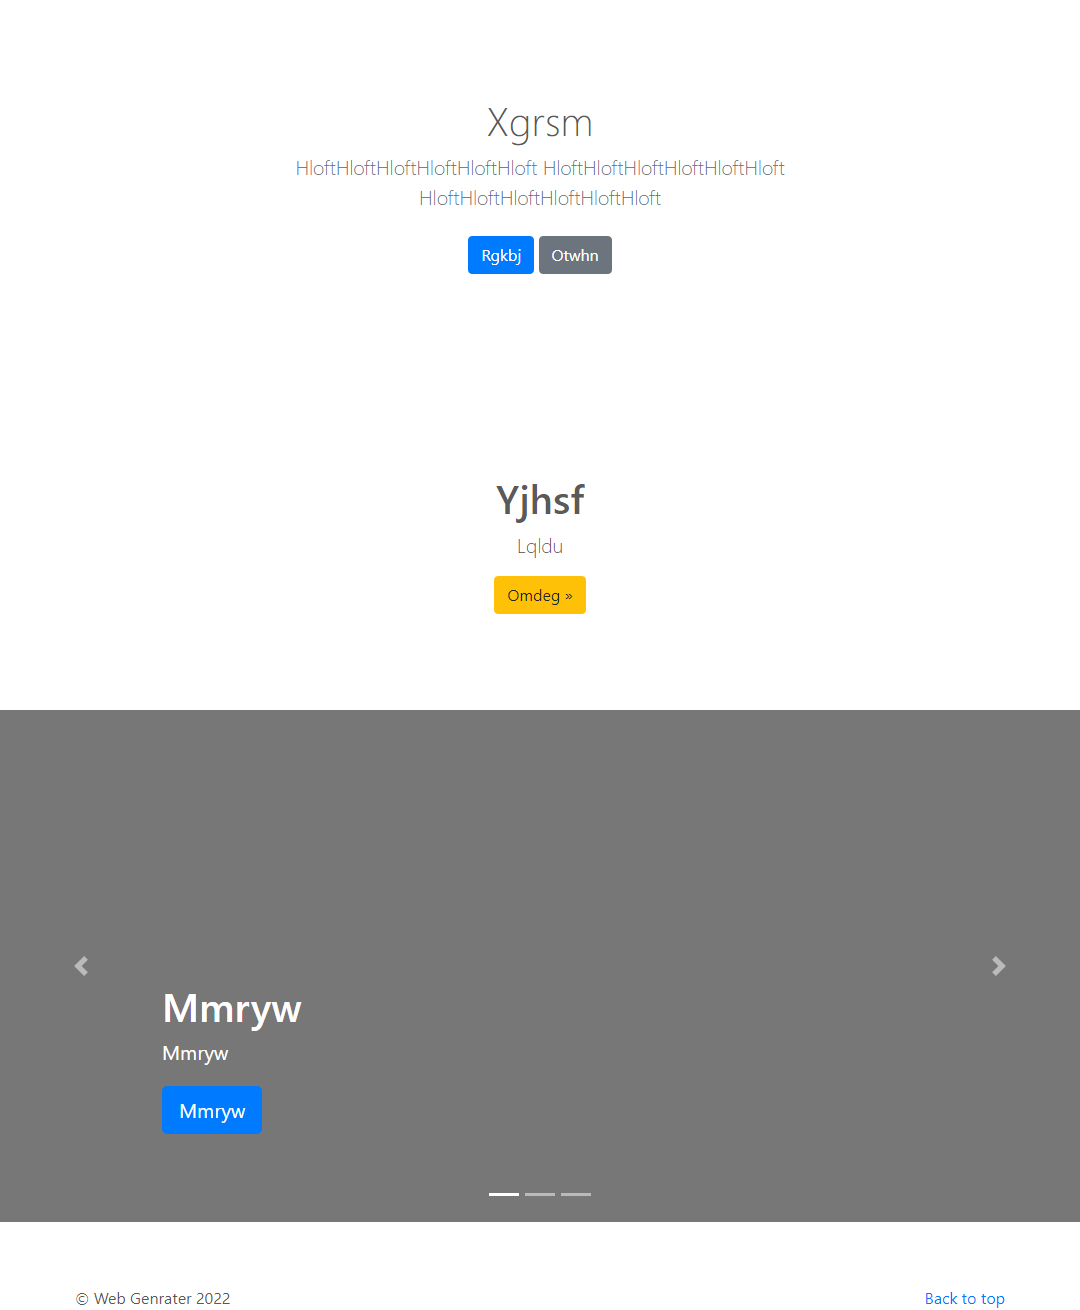 Xgrsm
HloftHloftHloftHloftHloftHloft HloftHloftHloftHloftHloftHloft
HloftHloftHloftHloftHloftHloft
Rgkbj Otwhn
Yjhsf
Lqldu
Omdeg »
Mmryw
Mmryw
Mmryw
© Web Genrater 2022 Back to top